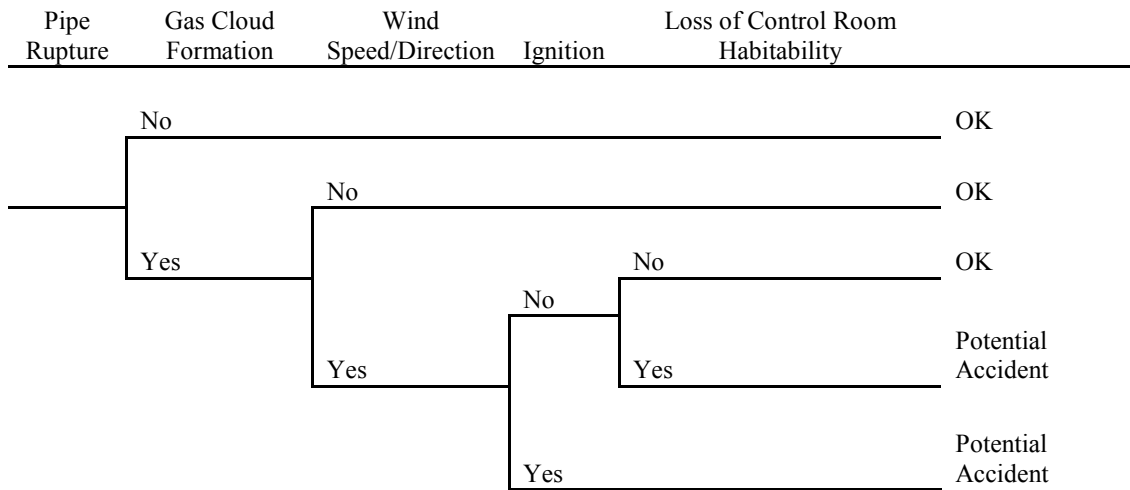 Pipe Rupture
Gas Cloud Formation
Wind Speed/Direction
Ignition
Loss of Control Room Habitability
No
OK
No
OK
Yes
No
OK
No
Yes
Yes
Potential Accident
Yes
Potential Accident